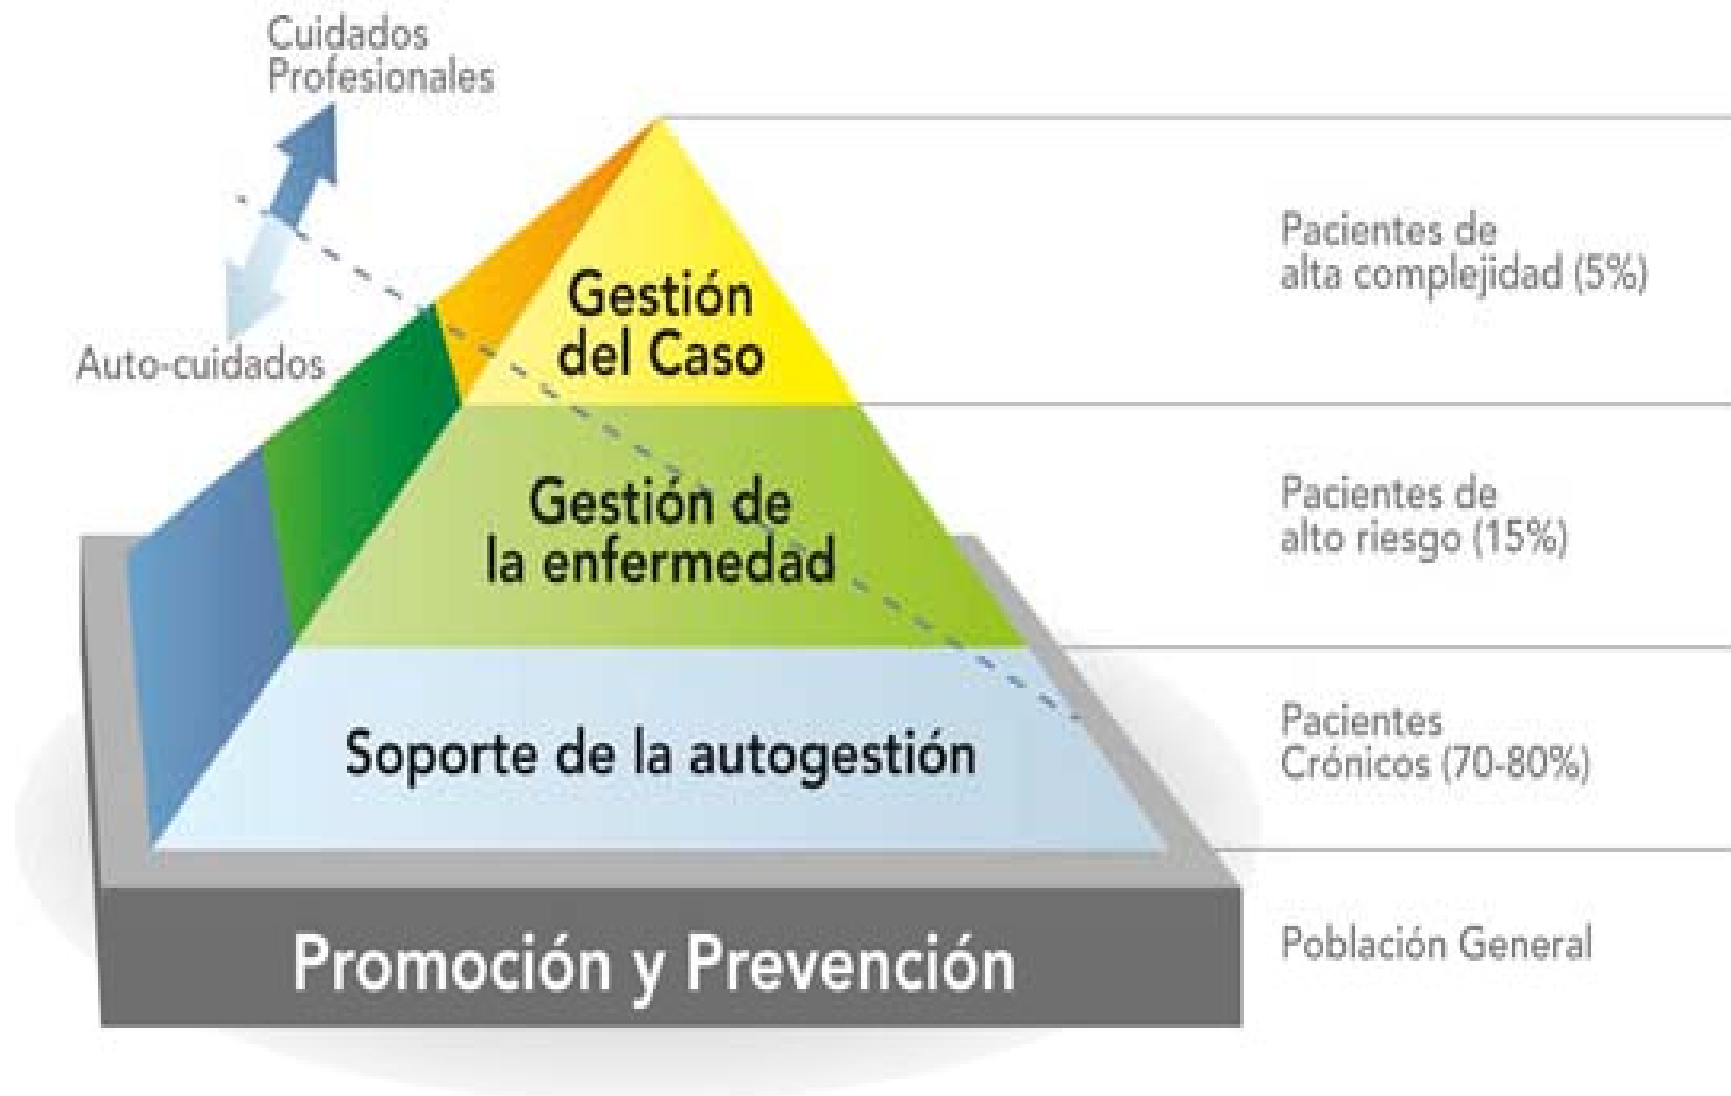 Cuidados
Profesionales
Auto-cuidados
Gestión
del Caso
Pacientes de
alta complejidad (5%)
Gestión de
la enfermedad
Pacientes de
alto riesgo (15%)
Soporte de la autogestión
Pacientes
Crónicos (70-80%)
Promoción y Prevención
Población General